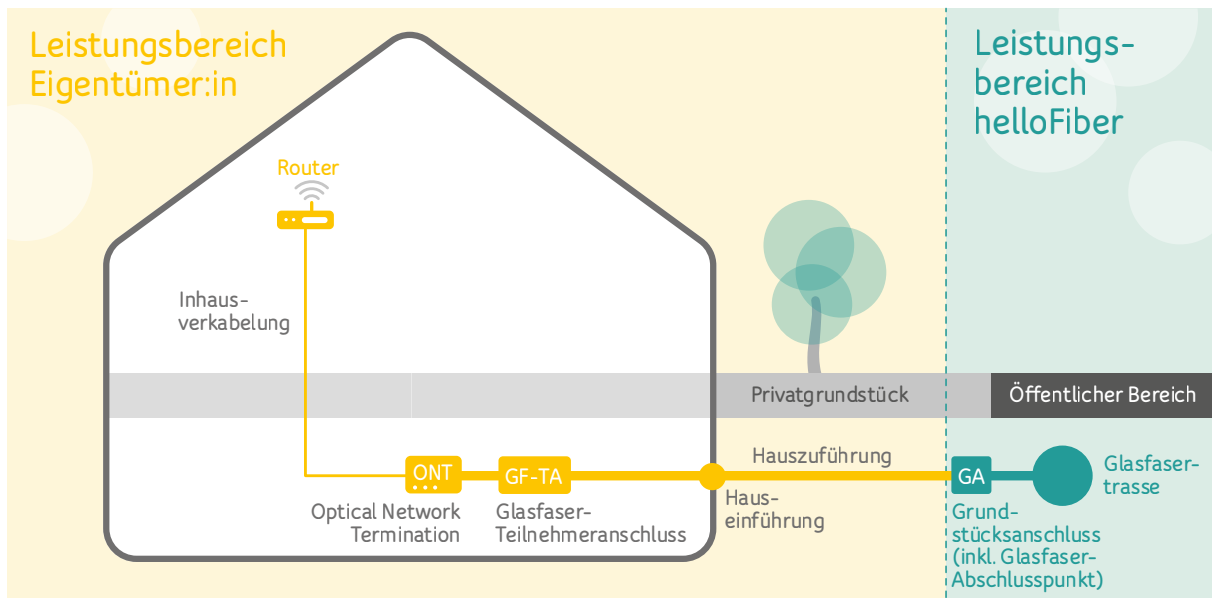 Leistungsbereich
Eigentümer:in
Leistungs-
bereich
helloFiber
Router
Inhaus-
verkabelung
Privatgrundstück
Öffentlicher Bereich
ONT
GF-TA
Hauszuführung
GA
Glasfaser-
trasse
Optical Network
Termination
Glasfaser-
Teilnehmeranschluss
Haus-
einführung
Grund-
stücksanschluss
(inkl. Glasfaser-
Abschlusspunkt)